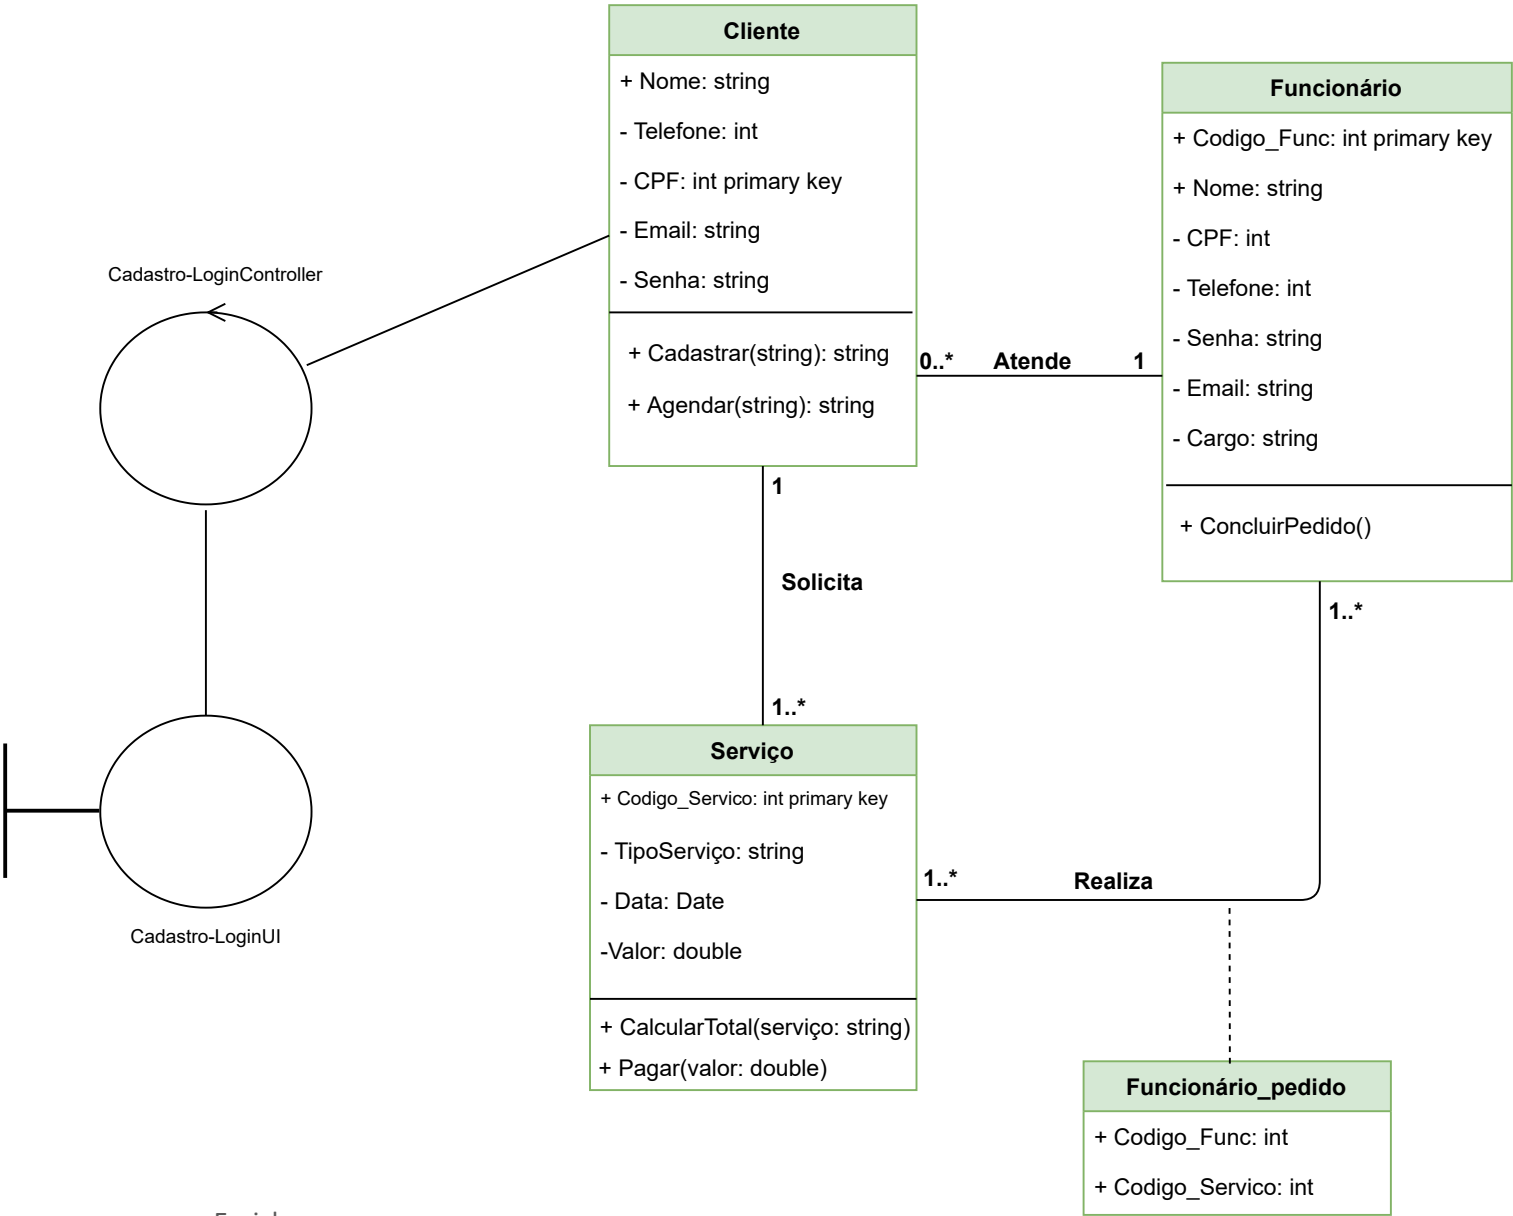 Cliente
+ Nome: string
- Telefone: int
- CPF: int primary key
- Email: string
- Senha: string
+ Cadastrar(string): string
+ Agendar(string): string
Funcionário
+ Codigo_Func: int primary key
+ Nome: string
- CPF: int
- Telefone: int
- Senha: string
- Email: string
- Cargo: string
+ ConcluirPedido()
Cadastro-LoginController
0..* Atende 1
1
Solicita
1..*
1..*
Serviço
+ Codigo_Servico: int primary key
- TipoServiço: string
- Data: Date
-Valor: double
+ CalcularTotal(serviço: string)
+ Pagar(valor: double)
1..* Realiza
Cadastro-LoginUI
Funcionário_pedido
+ Codigo_Func: int
+ Codigo_Servico: int